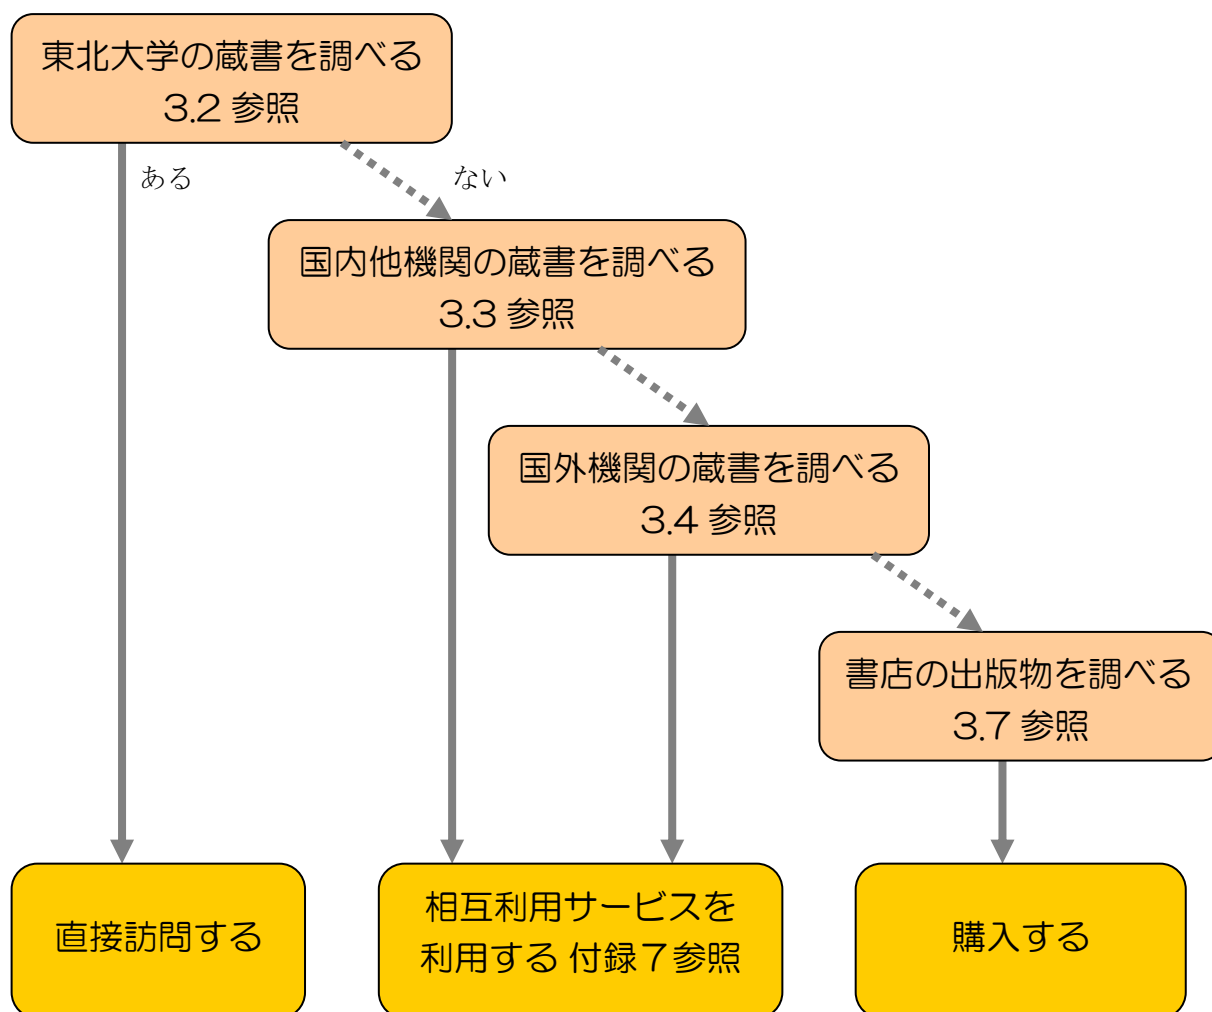 東北大学の蔵書を調べる
3.2 参照
ある
ない
国内他機関の蔵書を調べる
3.3 参照
国外機関の蔵書を調べる
3.4 参照
書店の出版物を調べる
3.7 参照
直接訪問する
相互利用サービスを
利用する 付録７参照
購入する